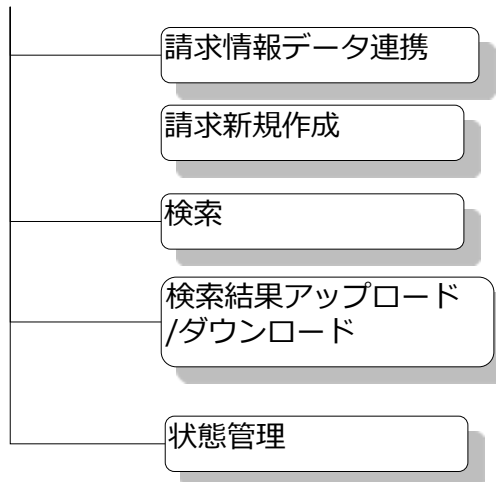 請求情報データ連携
請求新規作成
検索
検索結果アップロード
/ダウンロード
状態管理